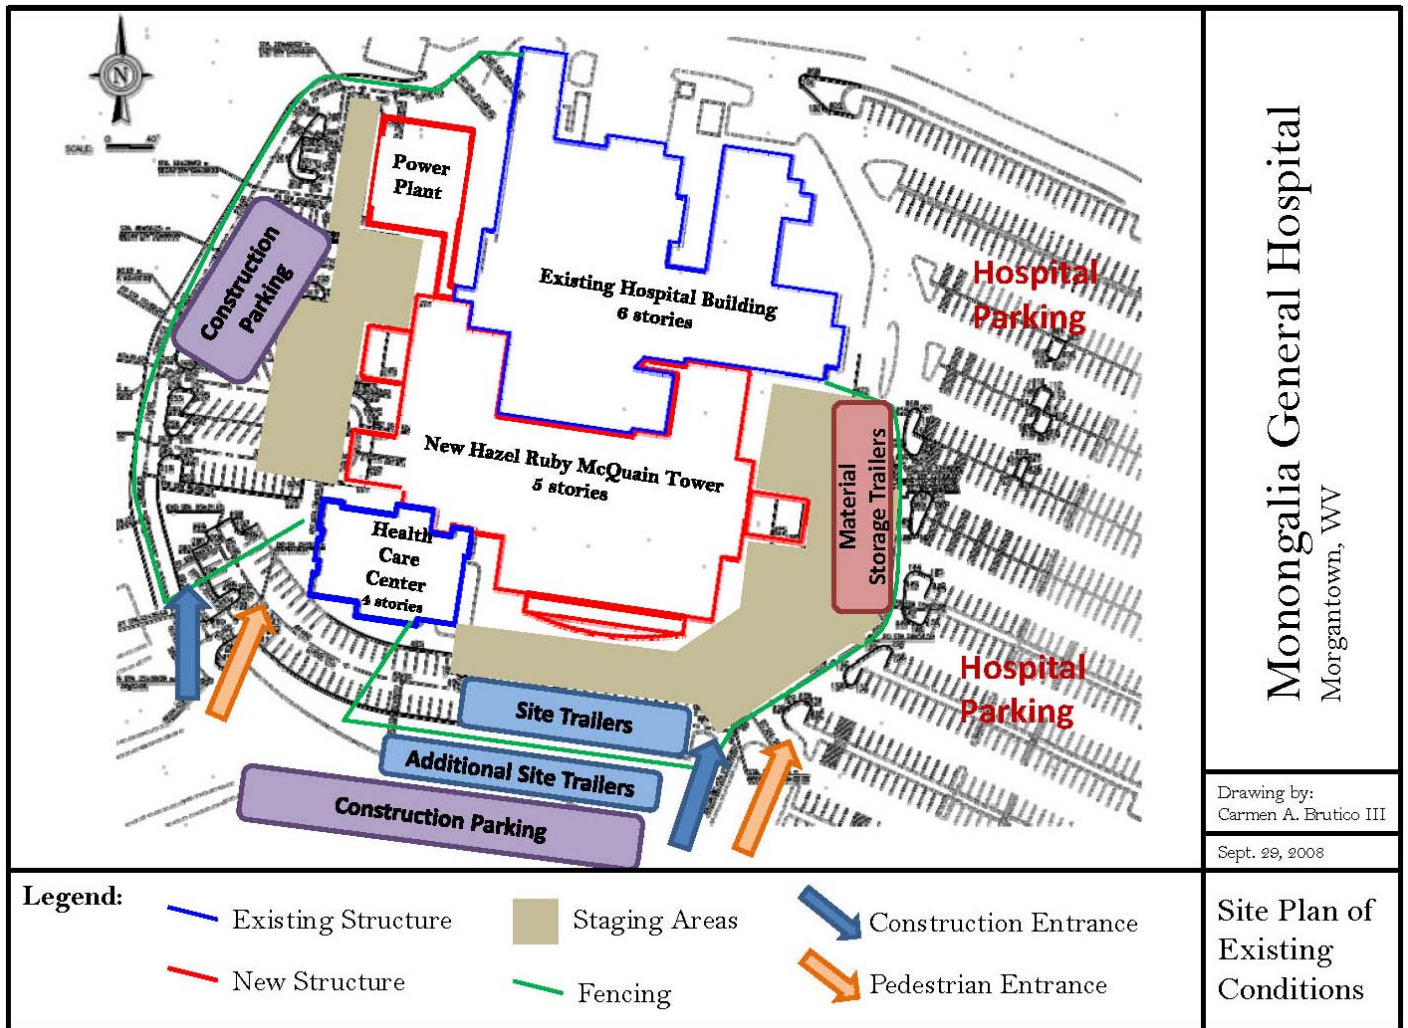 N
SCALE:
0
40'
Power
Plant
Construction
Parking
Existing Hospital Building
6 stories
Hospital
Parking
New Hazel Ruby McQuain Tower
5 stories
Material
Storage Trailers
Health
Care
Center
4 stories
Hospital
Parking
Site Trailers
Additional Site Trailers
Construction Parking
Monongalia General Hospital
Morgantown, WV
Drawing by:
Carmen A. Brutico III
Sept. 29, 2008
Site Plan of
Existing
Conditions
Legend:
Existing Structure
Staging Areas
Construction Entrance
New Structure
Fencing
Pedestrian Entrance